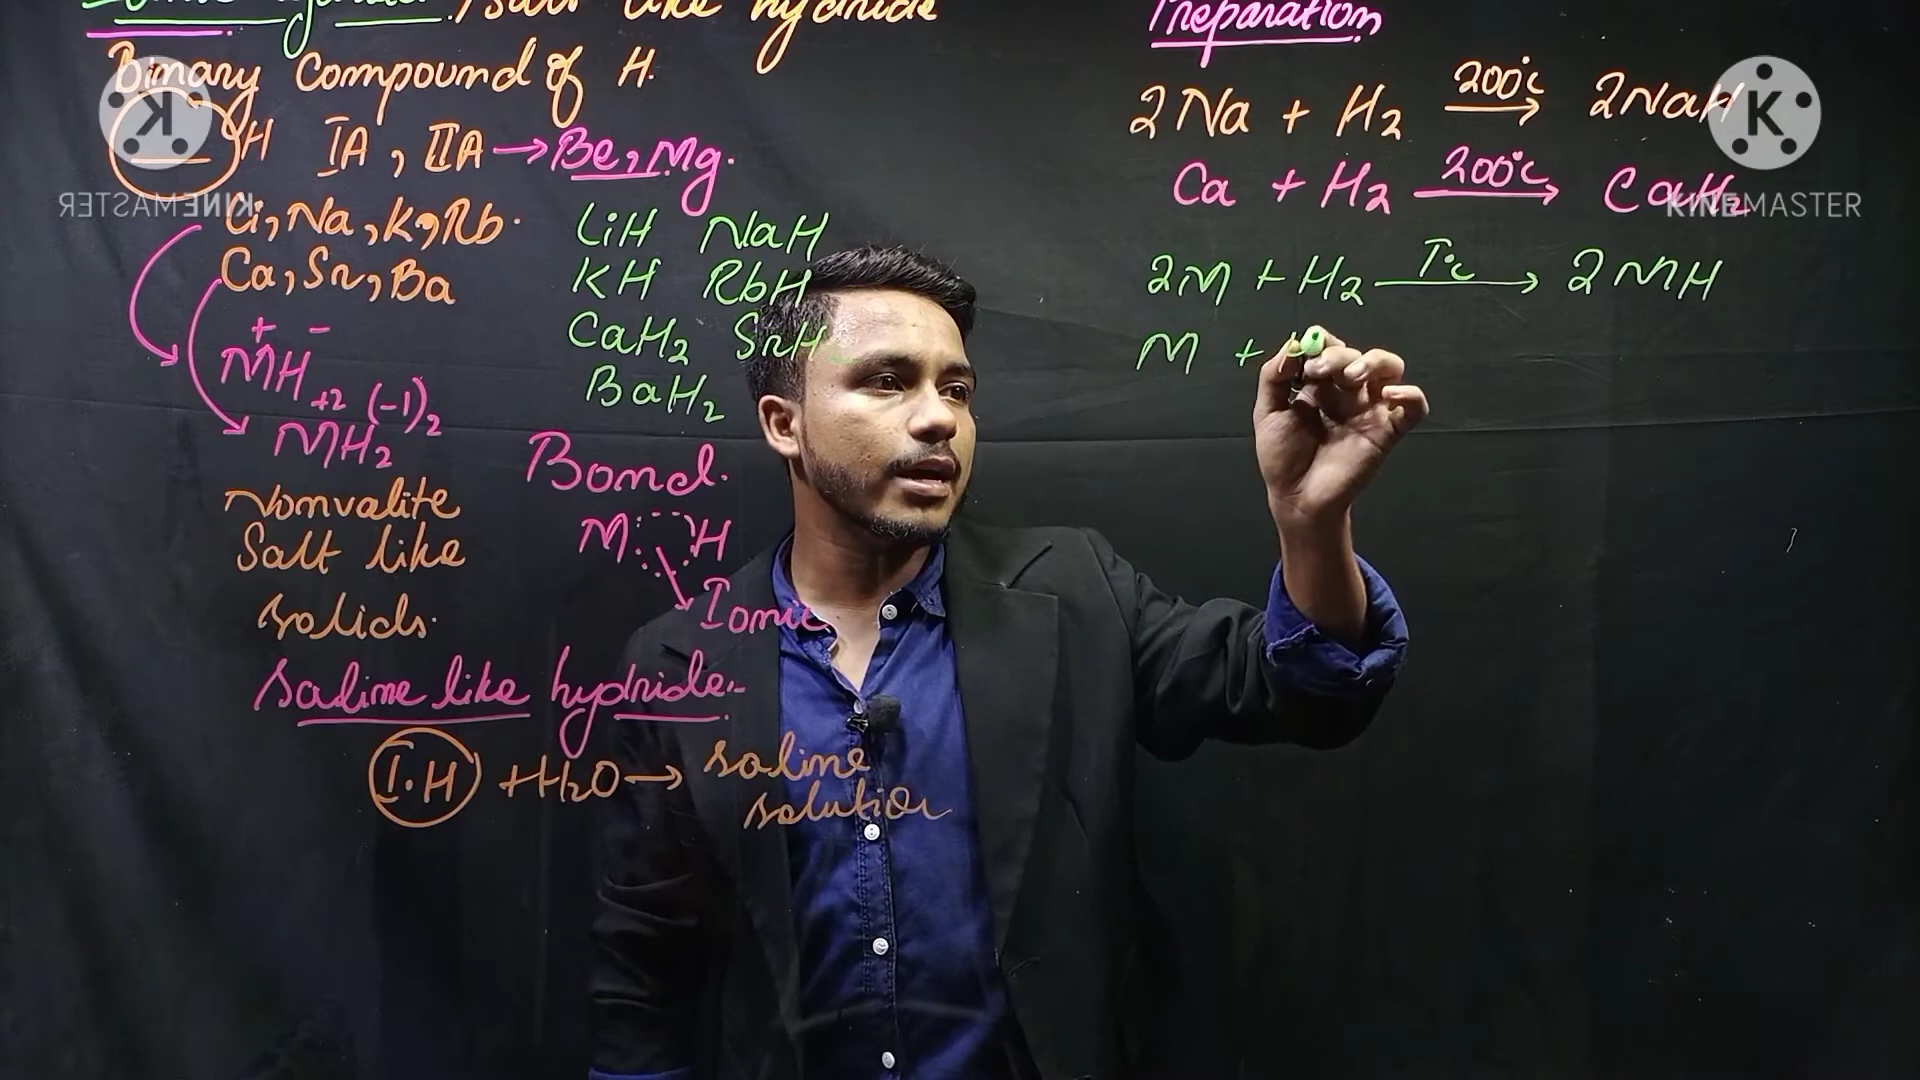 /salt like hydride
Binary Compound of H.
H IA, IIA → Be, Mg.
Li, Na, K, Rb.
Ca, Sr, Ba
+ -
MH
+2 (-1)2
MH2
Nonvalite
Salt like
solids.
Saline like hydride.
I.H + H2O → saline
solution
LiH NaH
KH RbH
CaH2 SrH
BaH2
Bond.
M H
Ionic
Preparation
2Na + H2 200°c → 2NaH
Ca + H2 200°c → CaH2
2M + H2 T°c → 2MH
M +
KINEMASTER
KINEMASTER